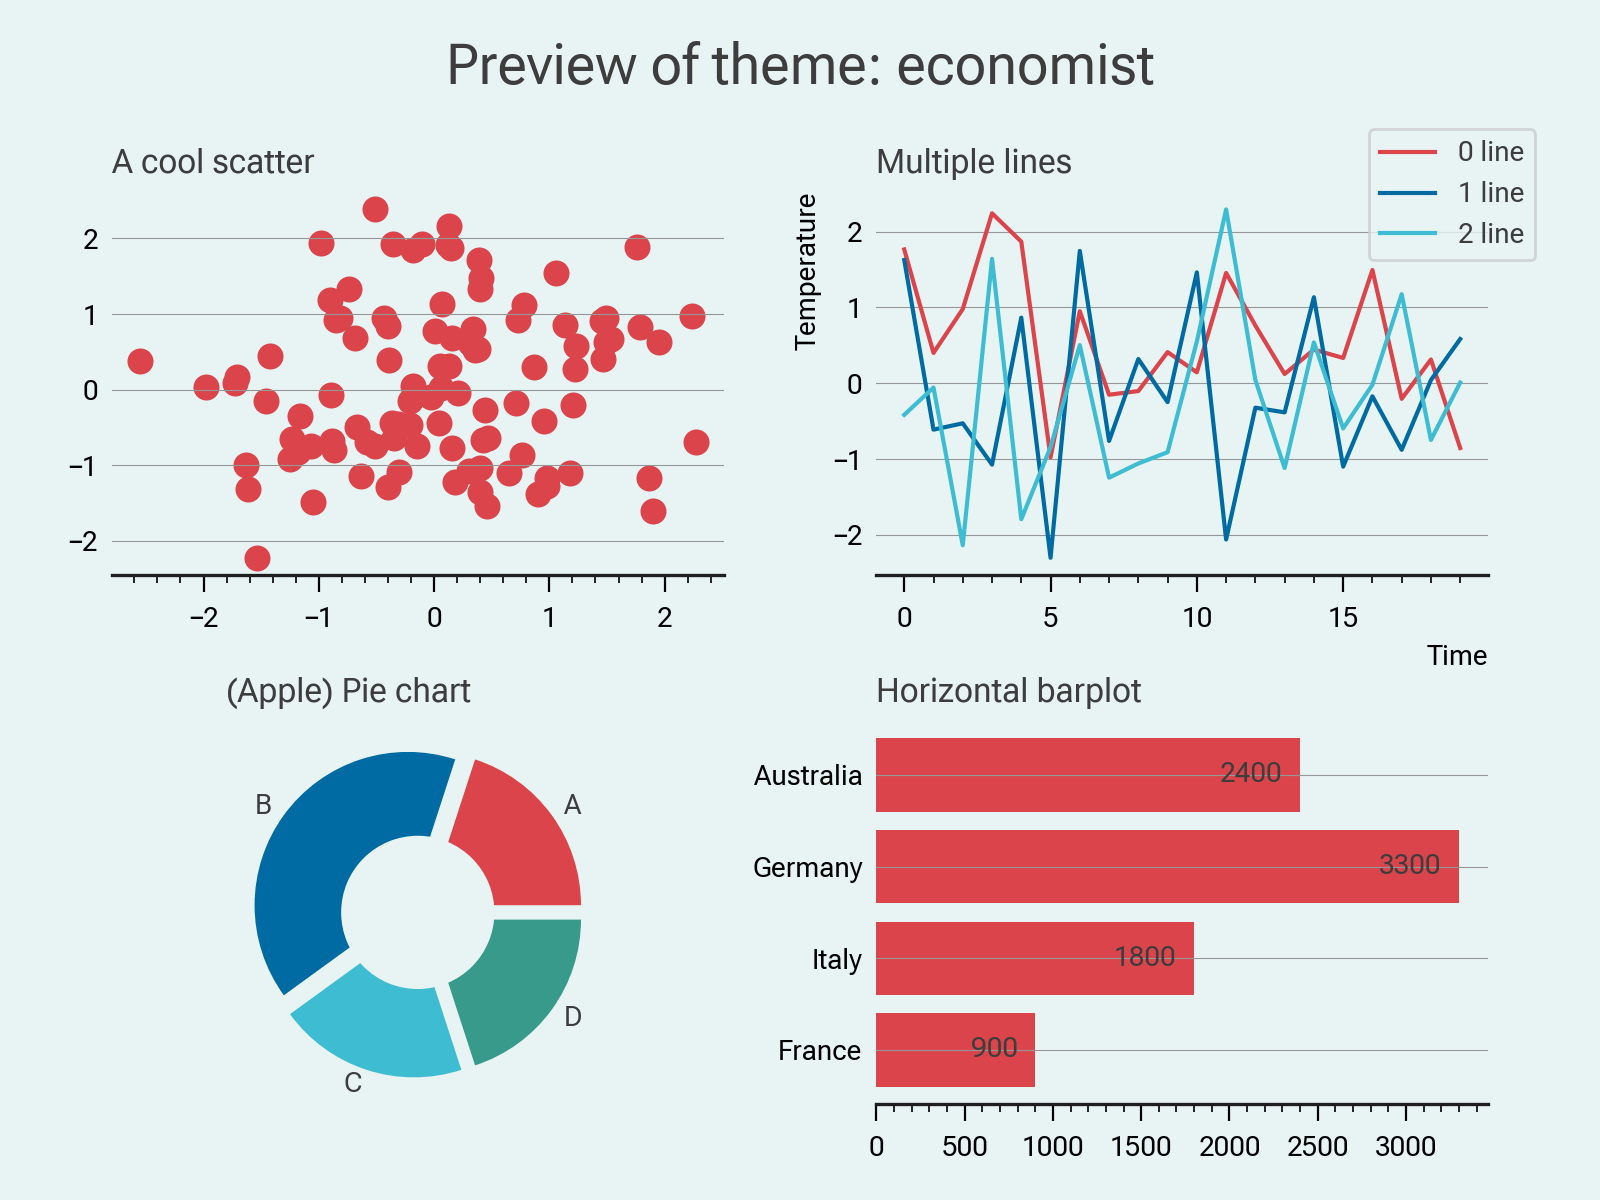 Preview of theme: economist
A cool scatter
2
1
0
−1
−2
−2 −1 0 1 2
Multiple lines
0 line
1 line
2 line
Temperature
2
1
0
−1
−2
0 5 10 15
Time
(Apple) Pie chart
A
B
C
D
Horizontal barplot
Australia 2400
Germany 3300
Italy 1800
France 900
0 500 1000 1500 2000 2500 3000